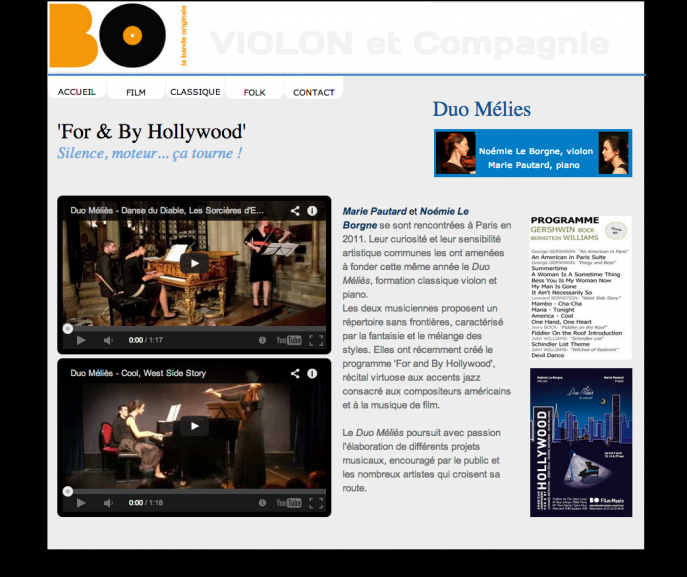 BO
la bande originale
VIOLON et Compagnie
ACCUEIL
FILM
CLASSIQUE
FOLK
CONTACT
'For & By Hollywood'
Silence, moteur... ça tourne !
Duo Mélies
Noémie Le Borgne, violon
Marie Pautard, piano
Duo Méliès - Danse du Diable, Les Sorcières d'E...
0:00 / 1:17
YouTube
Duo Méliès - Cool, West Side Story
0:00 / 1:18
YouTube
Marie Pautard et Noémie Le
Borgne se sont rencontrées à Paris en
2011. Leur curiosité et leur sensibilité
artistique communes les ont amenées
à fonder cette même année le Duo
Méliès, formation classique violon et
piano.
Les deux musiciennes proposent un
répertoire sans frontières, caractérisé
par la fantaisie et le mélange des
styles. Elles ont récemment créé le
programme 'For and By Hollywood',
récital virtuose aux accents jazz
consacré aux compositeurs américains
et à la musique de film.
Le Duo Méliès poursuit avec passion
l'élaboration de différents projets
musicaux, encouragé par le public et
les nombreux artistes qui croisent sa
route.
PROGRAMME
GERSHWIN BOCK
BERNSTEIN WILLIAMS
George GERSHWIN- "An American in Paris"
An American in Paris Suite
George GERSHWIN- "Porgy and Bess"
Summertime
A Woman Is A Sometime Thing
Bess You Is My Woman Now
My Man Is Gone
It Ain't Necessarily So
Leonard BERNSTEIN- "West Side Story"
Mambo - Cha-Cha
Maria - Tonight
America - Cool
One Hand, One Heart
Jerry BOCK- "Fiddler on the Roof"
Fiddler On the Roof Introduction
John WILLIAMS- "Schindler List"
Schindler List Theme
John WILLIAMS- "Witches of Eastwick"
Devil Dance
Noémie Le Borgne
VIOLON
Marie Pautard
PIANO
Duo Méliès
HOLLYWOOD
BO Film Music